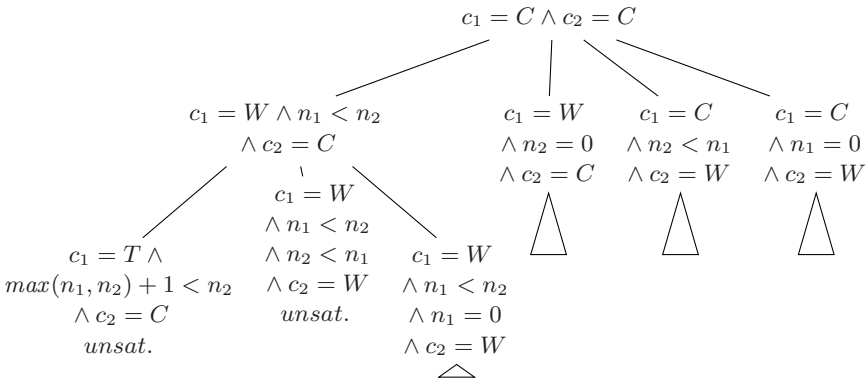 c₁ = C ∧ c₂ = C
c₁ = W ∧ n₁ < n₂
∧ c₂ = C
c₁ = W
∧ n₂ = 0
∧ c₂ = C
c₁ = C
∧ n₂ < n₁
∧ c₂ = W
c₁ = C
∧ n₁ = 0
∧ c₂ = W
c₁ = T ∧
max(n₁, n₂) + 1 < n₂
∧ c₂ = C
unsat.
c₁ = W
∧ n₁ < n₂
∧ n₂ < n₁
∧ c₂ = W
unsat.
c₁ = W
∧ n₁ < n₂
∧ n₁ = 0
∧ c₂ = W